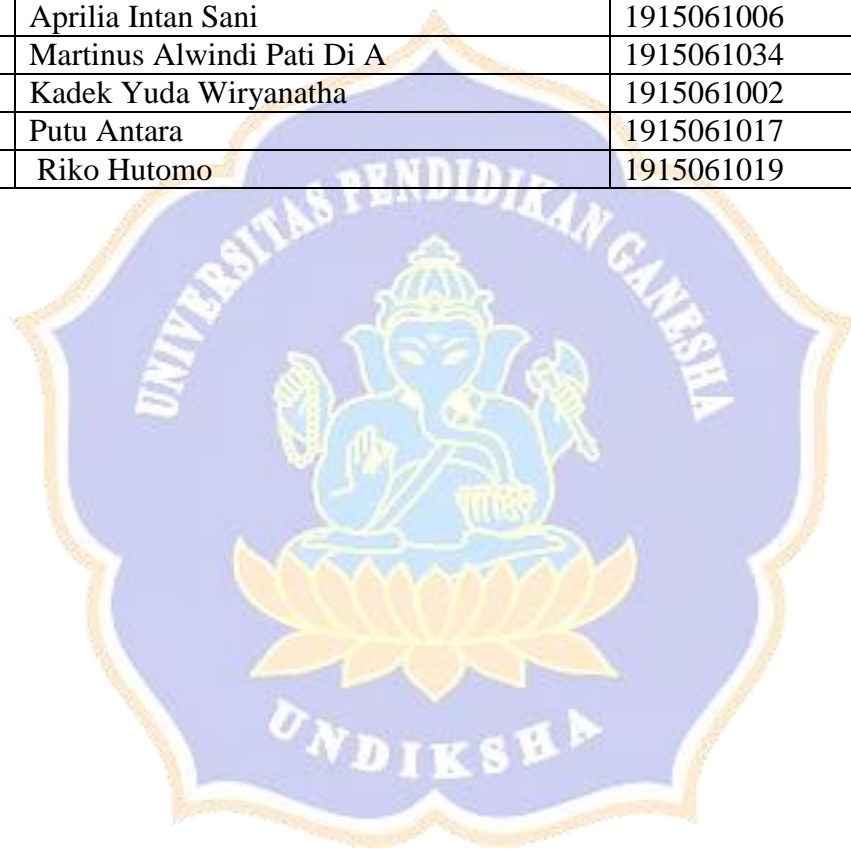 Aprilia Intan Sani 1915061006
Martinus Alwindi Pati Di A 1915061034
Kadek Yuda Wiryanatha 1915061002
Putu Antara 1915061017
Riko Hutomo 1915061019
UNIVERSITAS PENDIDIKAN GANESHA
UNDIKSHA